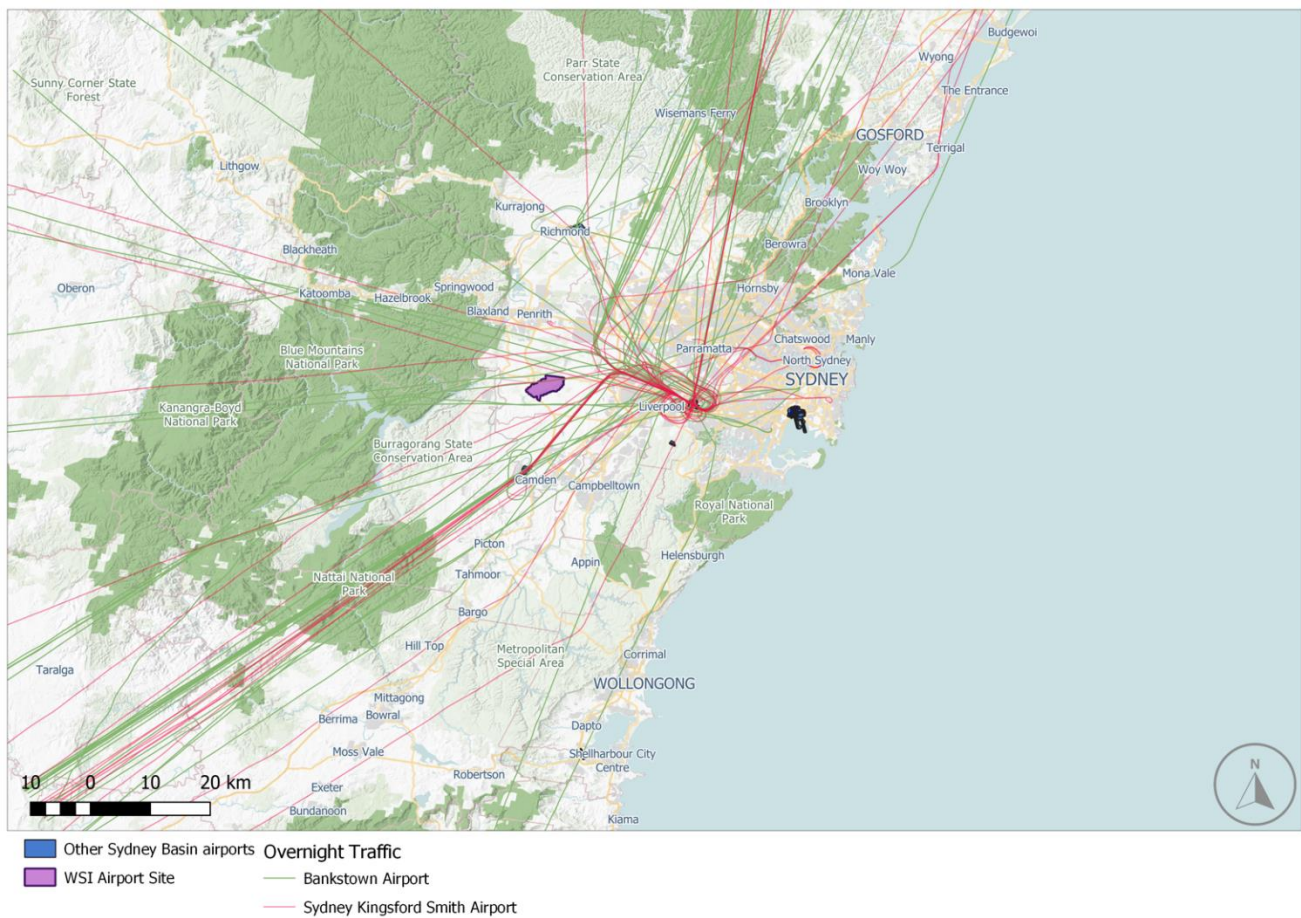 Budgewoi
Wyong
Sunny Corner State
Forest
Parr State
Conservation Area
The Entrance
Wisemans Ferry
GOSFORD
Terrigal
Lithgow
Woy Woy
Kurrajong
Brooklyn
Richmond
Blackheath
Berowra
Mona Vale
Oberon
Katoomba
Hazelbrook
Springwood
Hornsby
Blaxland
Penrith
Chatswood
Manly
Parramatta
Blue Mountains
National Park
North Sydney
SYDNEY
Kanangra-Boyd
National Park
Liverpool
Burragorang State
Conservation Area
Camden
Campbelltown
Royal National
Park
Picton
Helensburgh
Appin
Nattai National
Park
Tahmoor
Bargo
Hill Top
Metropolitan
Special Area
Corrimal
Taralga
WOLLONGONG
Mittagong
Berrima
Bowral
Dapto
Moss Vale
Shellharbour City
Centre
Robertson
Exeter
Bundanoon
Kiama
10 0 10 20 km
N
Other Sydney Basin airports
WSI Airport Site
Overnight Traffic
Bankstown Airport
Sydney Kingsford Smith Airport